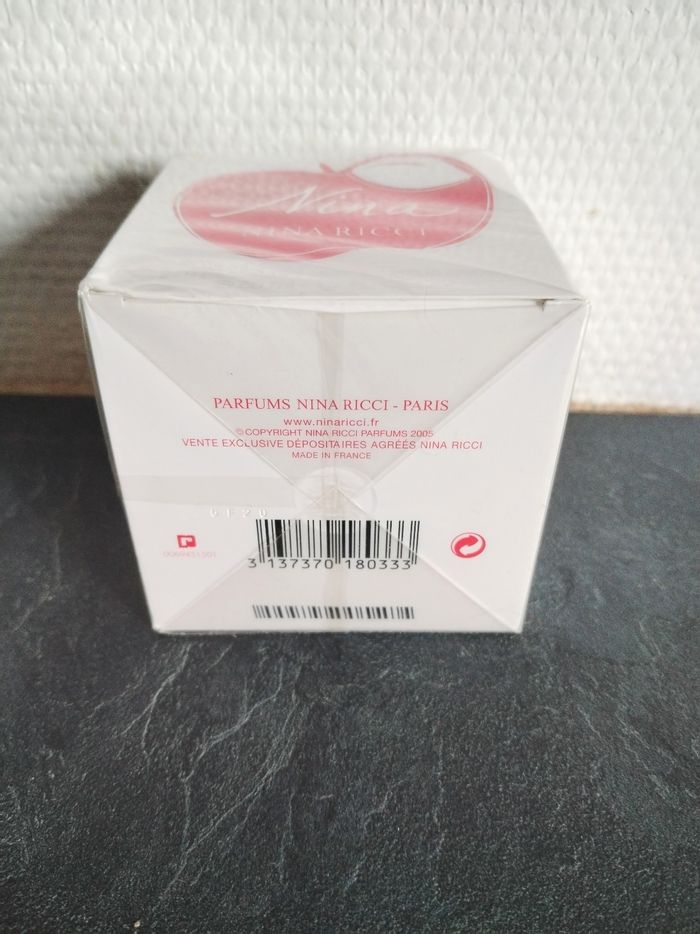 Nina
NINA RICCI
PARFUMS NINA RICCI - PARIS
www.ninaricci.fr
©COPYRIGHT NINA RICCI PARFUMS 2005
VENTE EXCLUSIVE DÉPOSITAIRES AGRÉÉS NINA RICCI
MADE IN FRANCE
3 137370 180333